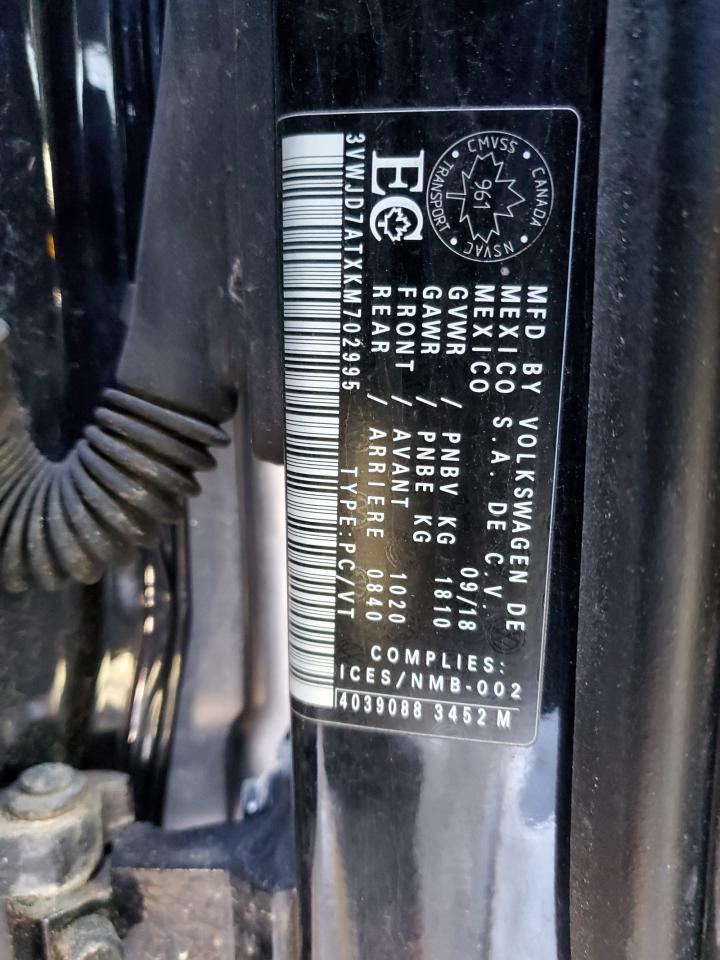 CMVSS • CANADA • NSVAC • TRANSPORT •
961
EC
MFD BY VOLKSWAGEN DE
MEXICO S.A. DE C.V.
MEXICO 09/18
GVWR / PNBV KG 1810
GAWR / PNBE KG
FRONT / AVANT 1020
REAR / ARRIERE 0840
3VWJD7ATXKM702995 TYPE:PC/VT
COMPLIES:
ICES/NMB-002
4039088 3452 M